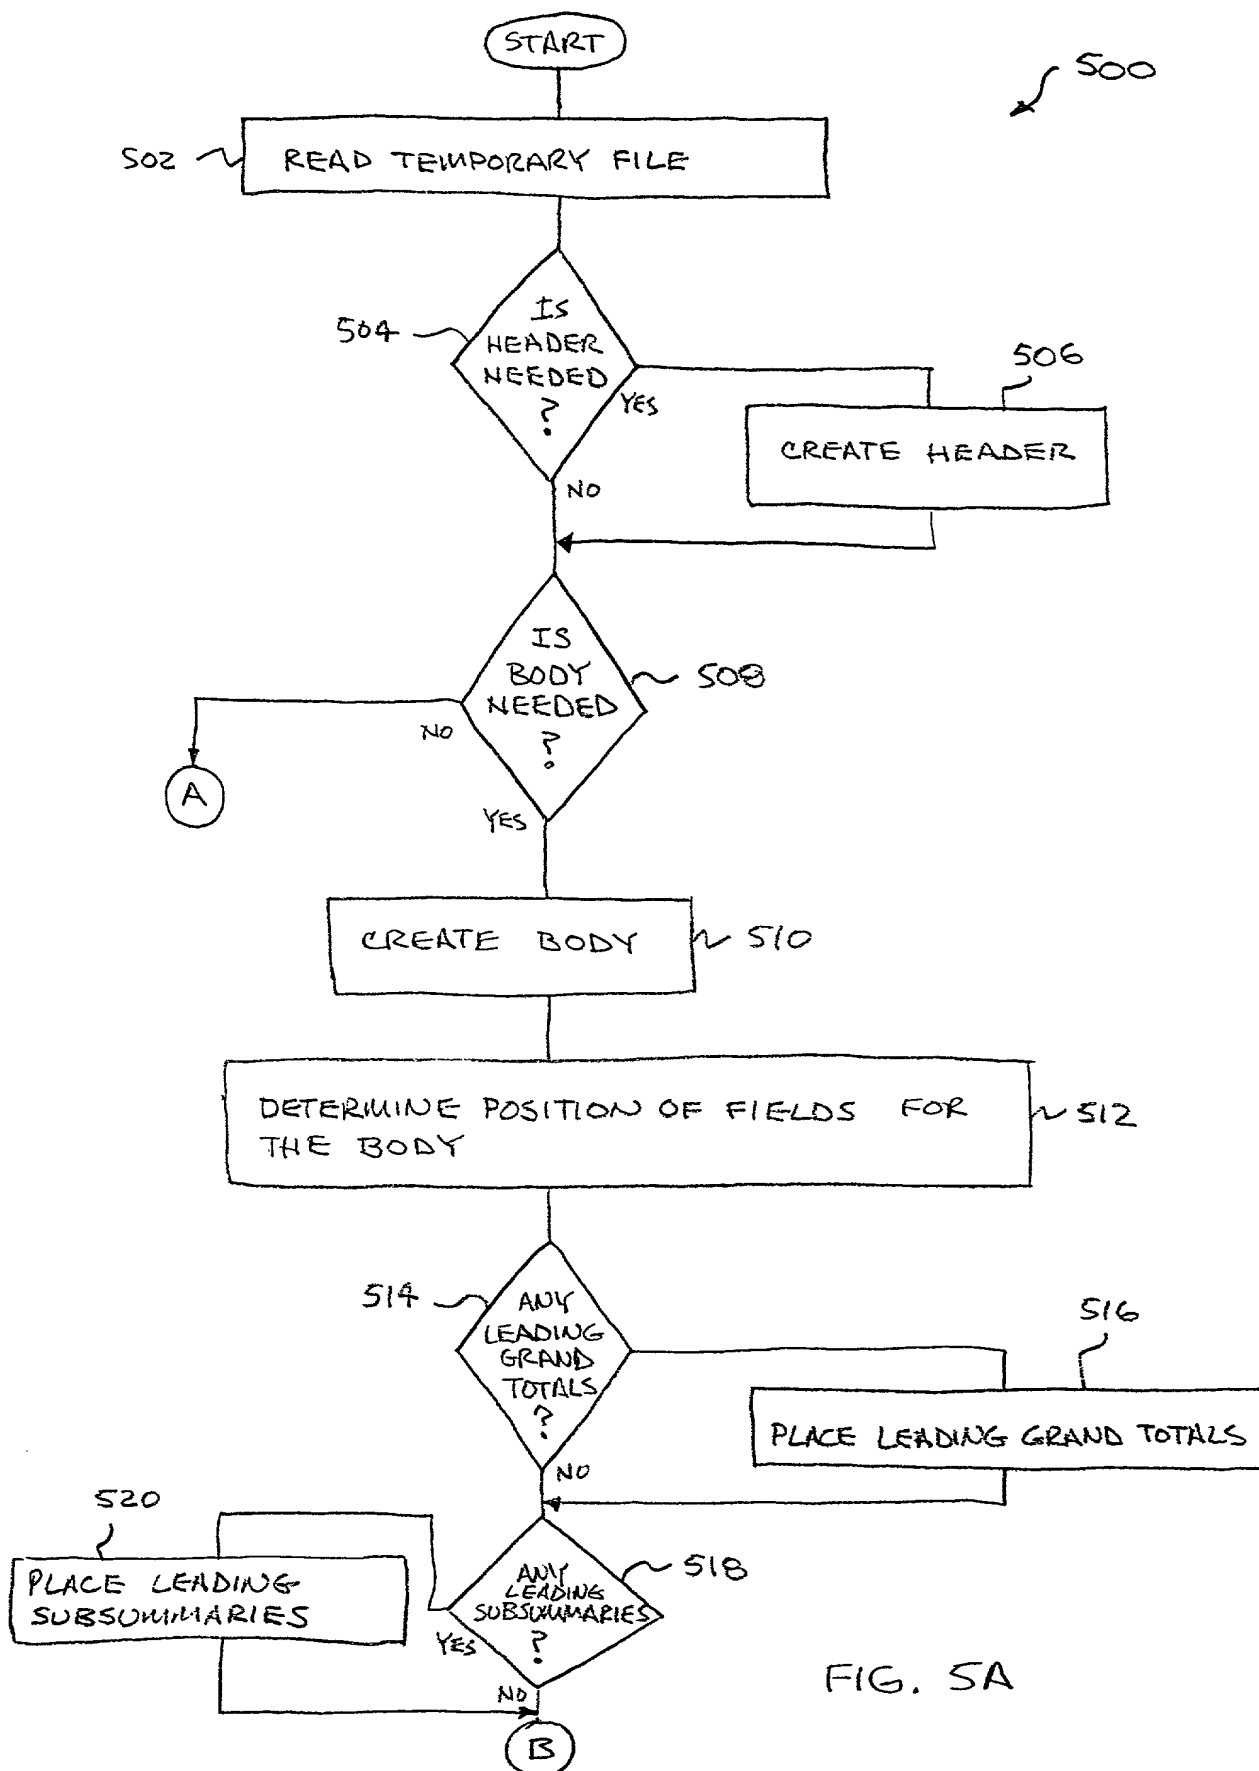 START
500
502
READ TEMPORARY FILE
504
IS
HEADER
NEEDED
?
YES
506
CREATE HEADER
NO
IS
BODY
NEEDED
?
508
NO
A
YES
CREATE BODY
510
DETERMINE POSITION OF FIELDS FOR
THE BODY
512
514
ANY
LEADING
GRAND
TOTALS
?
516
PLACE LEADING GRAND TOTALS
NO
520
PLACE LEADING
SUBSUMMARIES
518
ANY
LEADING
SUBSUMMARIES
?
YES
NO
B
FIG. 5A